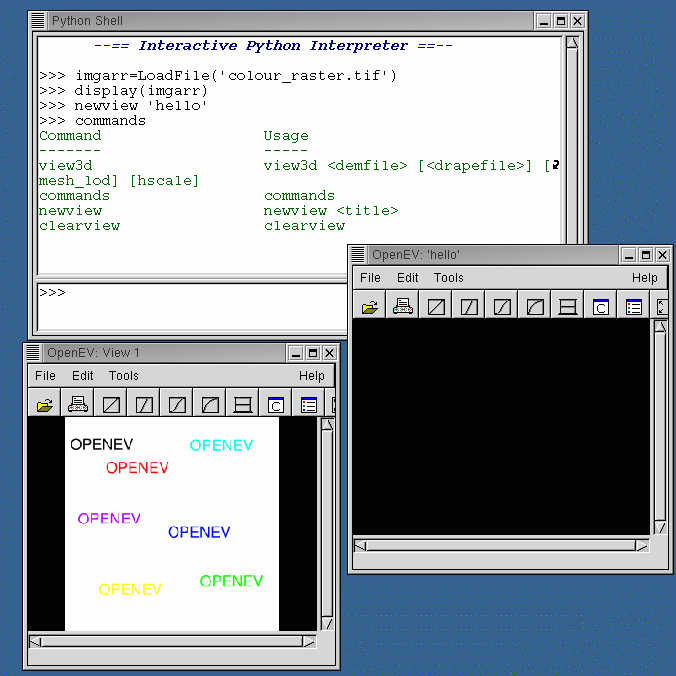 Python Shell
--== Interactive Python Interpreter ==--
>>> imgarr=LoadFile('colour_raster.tif')
>>> display(imgarr)
>>> newview 'hello'
>>> commands
Command Usage
------- -----
view3d view3d <demfile> [<drapefile>] [
mesh_lod] [hscale]
commands commands
newview newview <title>
clearview clearview
>>>
OpenEV: 'hello'
File Edit Tools Help
C
OpenEV: View 1
File Edit Tools Help
C
OPENEV OPENEV
OPENEV
OPENEV
OPENEV
OPENEV
OPENEV